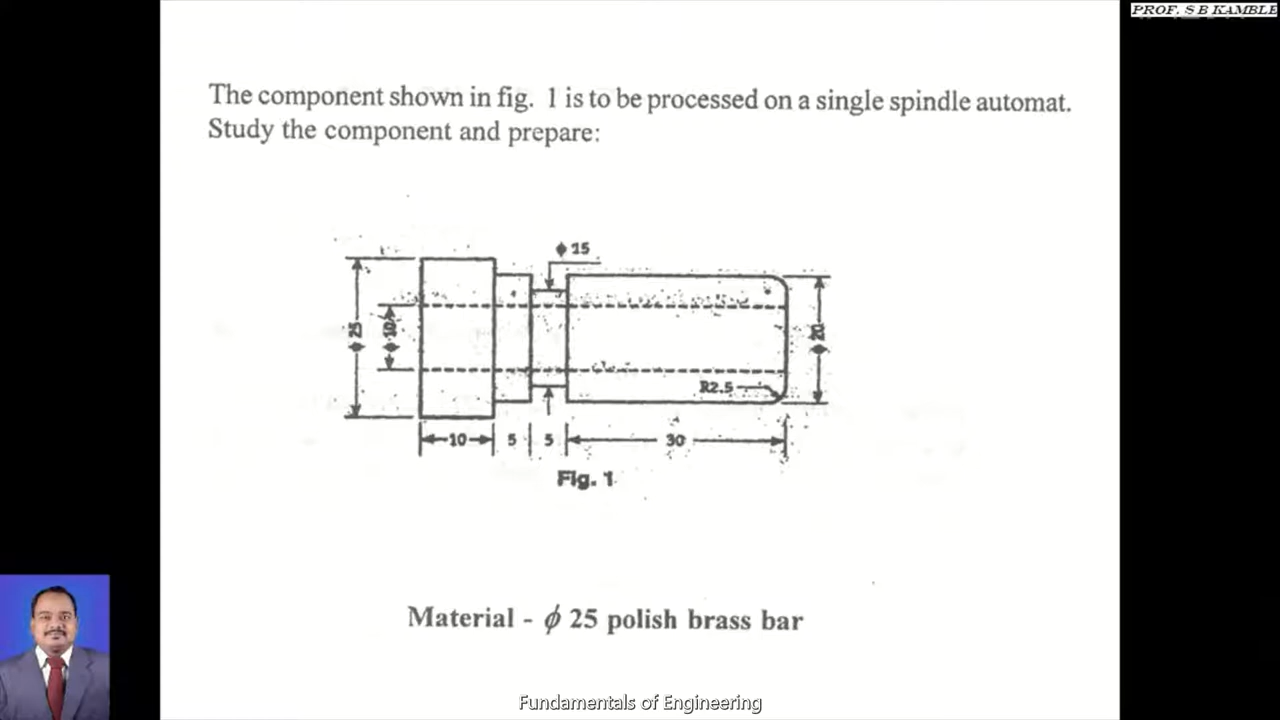 PROF. S B KAMBLE
The component shown in fig. 1 is to be processed on a single spindle automat.
Study the component and prepare:
ϕ 15
ϕ 25
ϕ 10
ϕ 20
R2.5
10
5
5
30
Fig. 1
Material - ϕ 25 polish brass bar
Fundamentals of Engineering